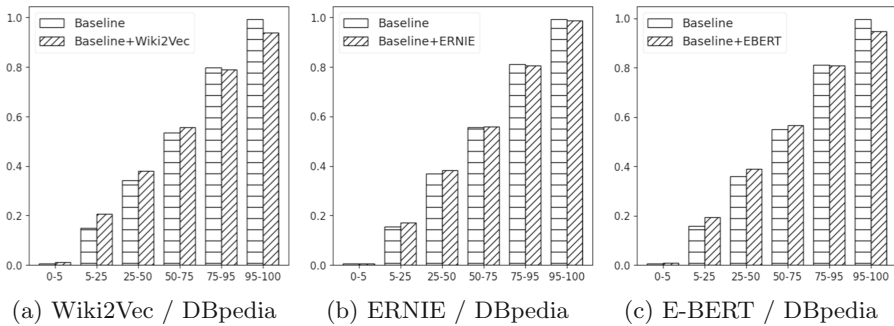 Baseline
Baseline+Wiki2Vec
1.0
0.8
0.6
0.4
0.2
0.0
0-5 5-25 25-50 50-75 75-95 95-100
(a) Wiki2Vec / DBpedia
Baseline
Baseline+ERNIE
1.0
0.8
0.6
0.4
0.2
0.0
0-5 5-25 25-50 50-75 75-95 95-100
(b) ERNIE / DBpedia
Baseline
Baseline+EBERT
1.0
0.8
0.6
0.4
0.2
0.0
0-5 5-25 25-50 50-75 75-95 95-100
(c) E-BERT / DBpedia